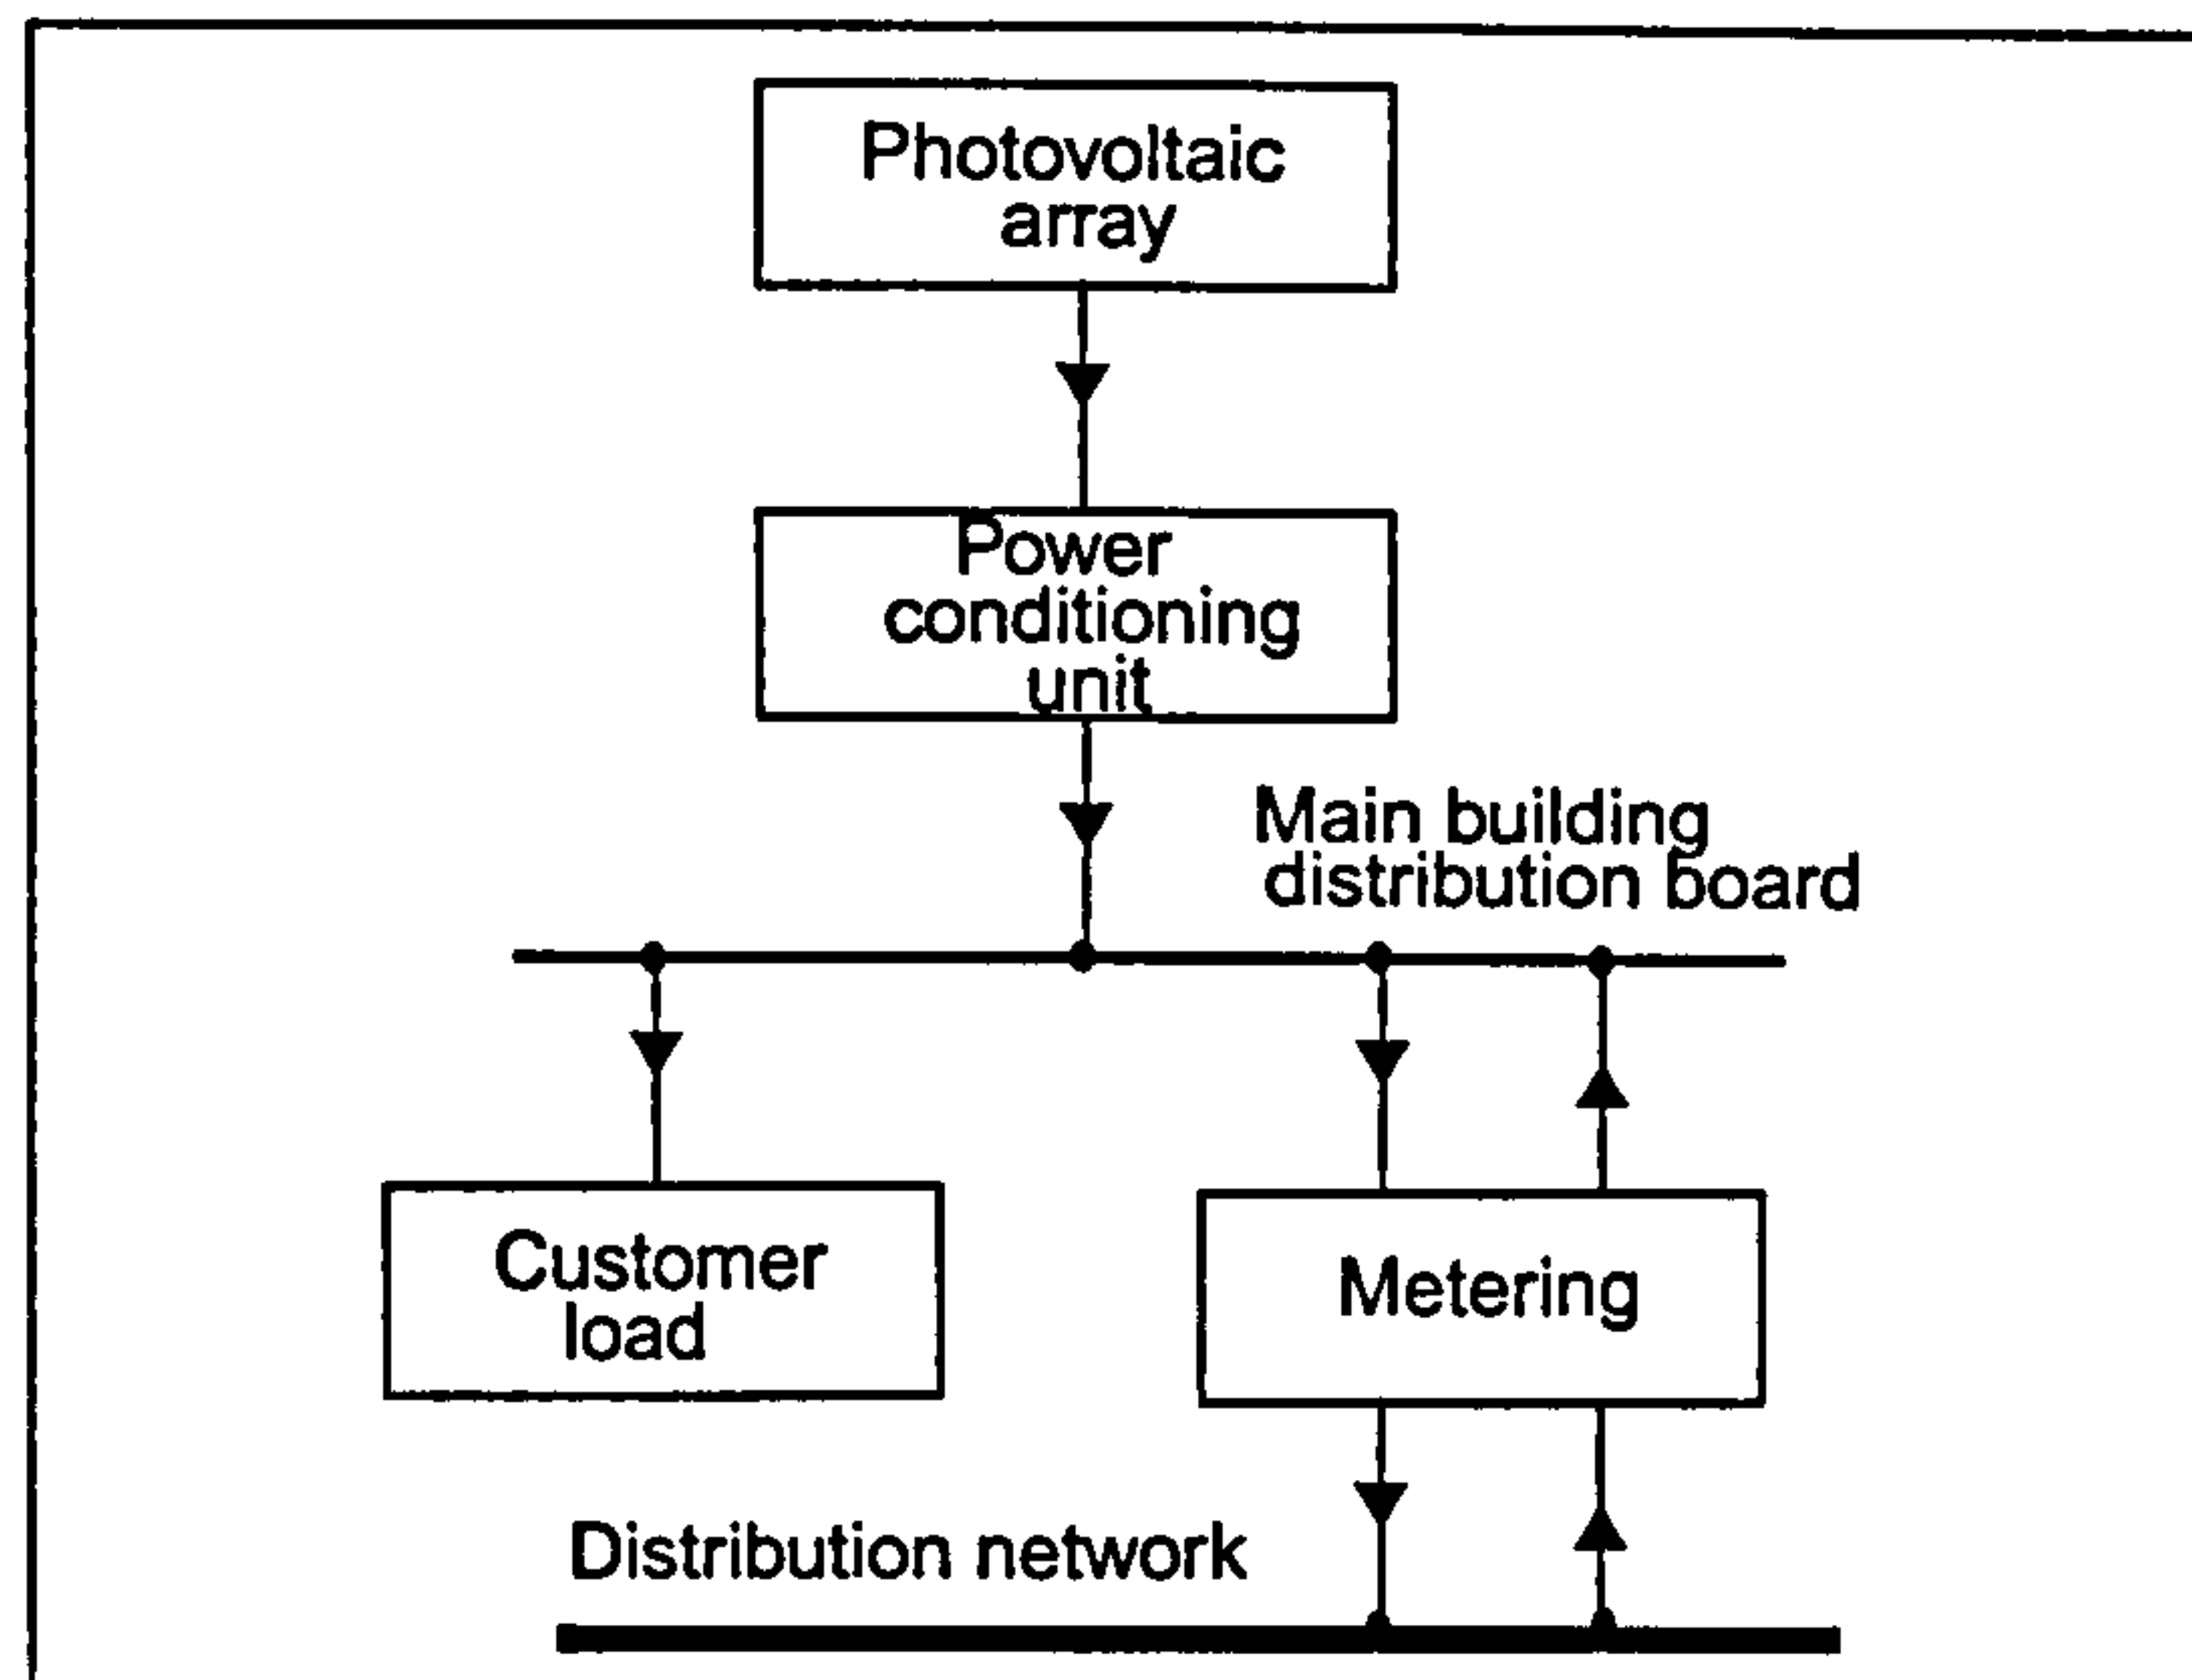 Photovoltaic
array
Power
conditioning
unit
Main building
distribution board
Customer
load
Metering
Distribution network